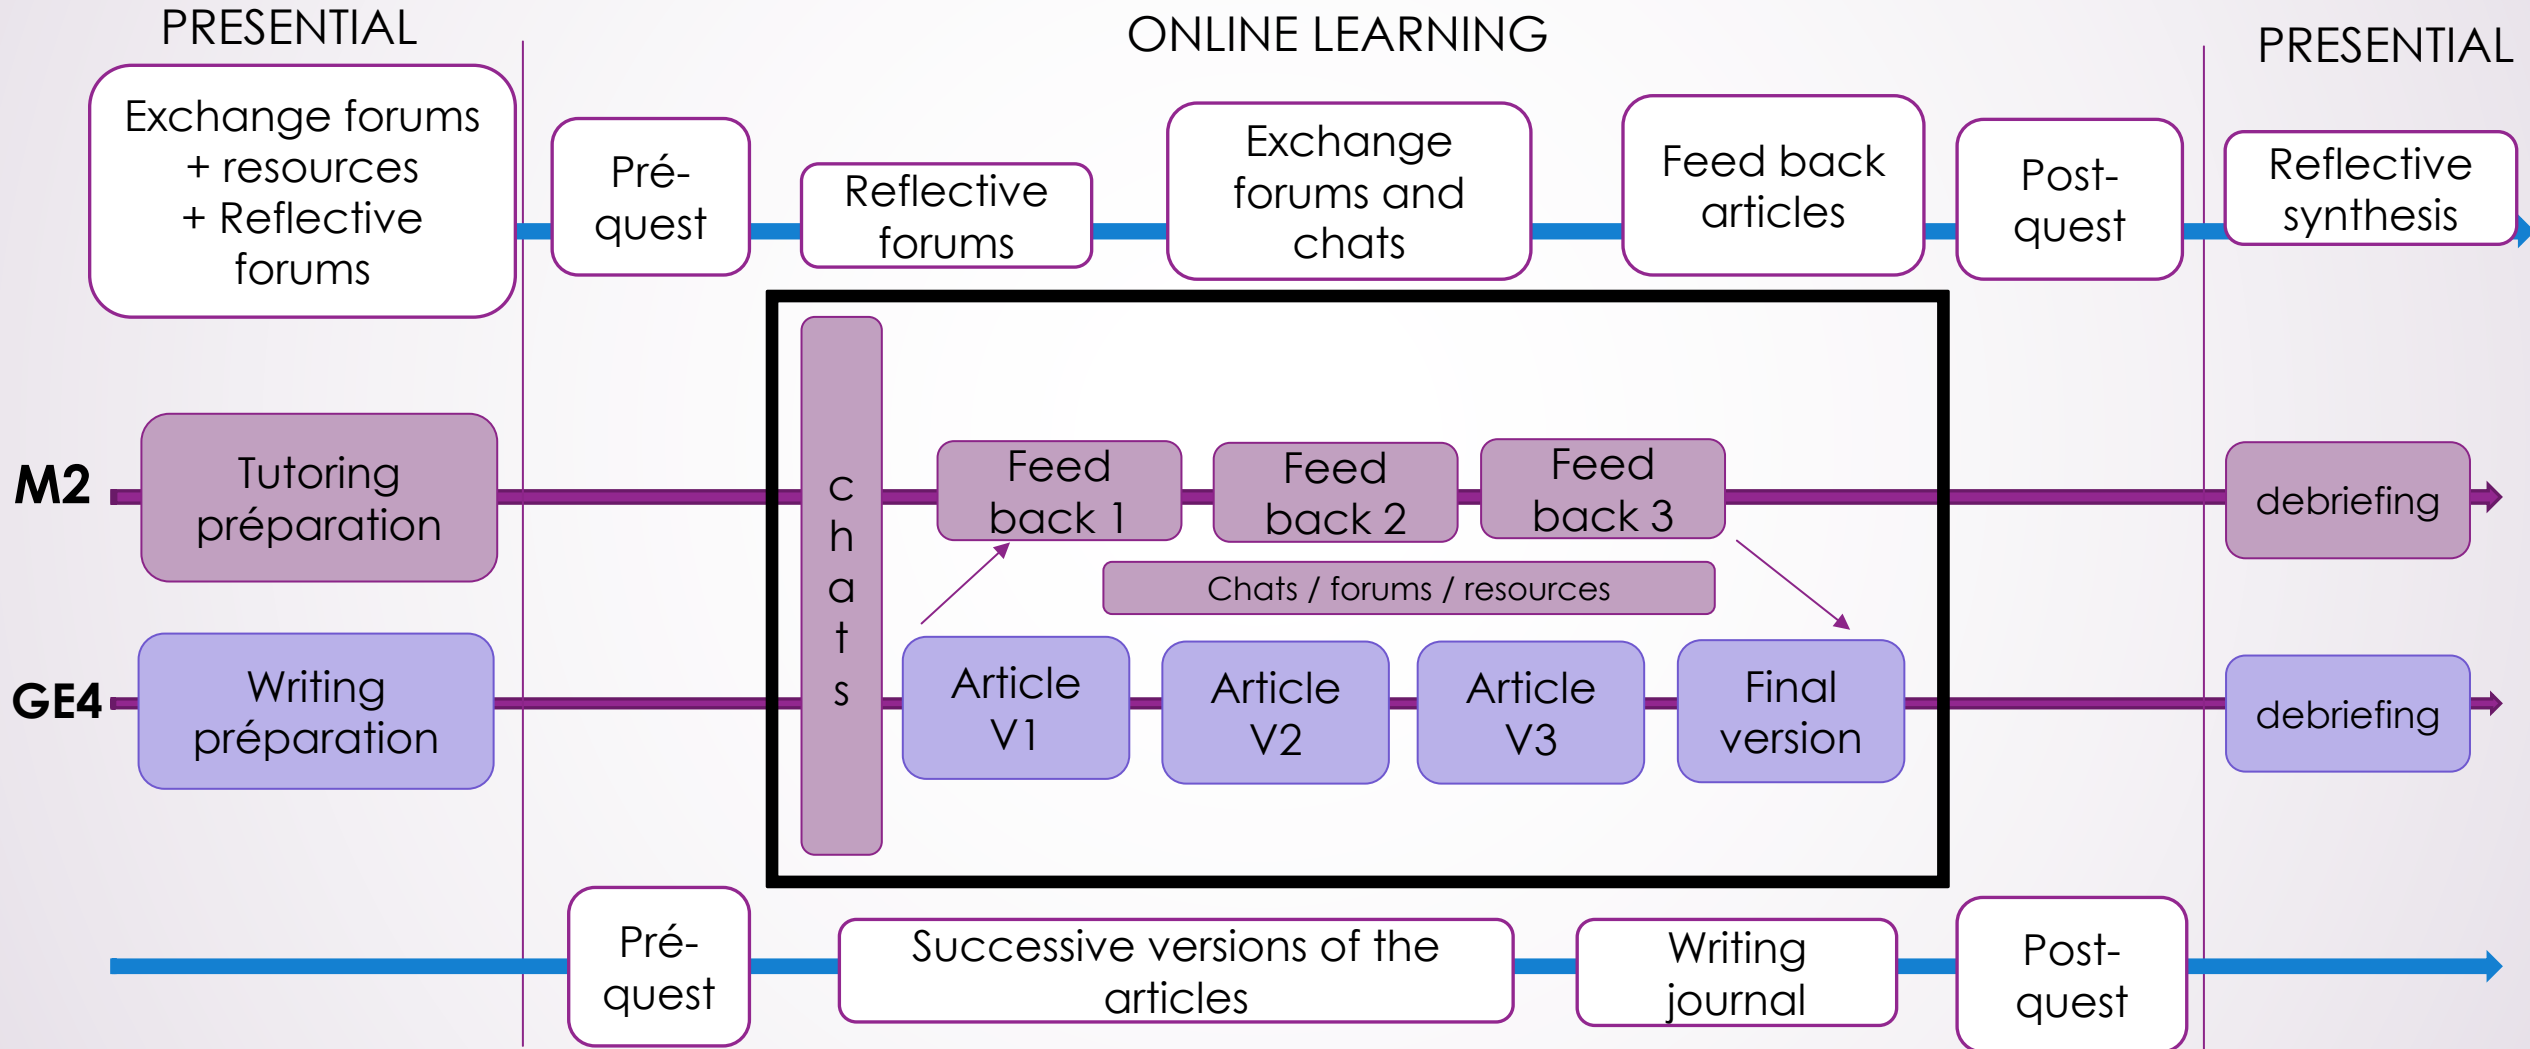 PRESENTIAL
ONLINE LEARNING
PRESENTIAL
Exchange forums
+ resources
+ Reflective
forums
Pré-
quest
Reflective
forums
Exchange
forums and
chats
Feed back
articles
Post-
quest
Reflective
synthesis
M2
Tutoring
préparation
chats
Feed
back 1
Feed
back 2
Feed
back 3
debriefing
Chats / forums / resources
GE4
Writing
préparation
Article
V1
Article
V2
Article
V3
Final
version
debriefing
Pré-
quest
Successive versions of the
articles
Writing
journal
Post-
quest